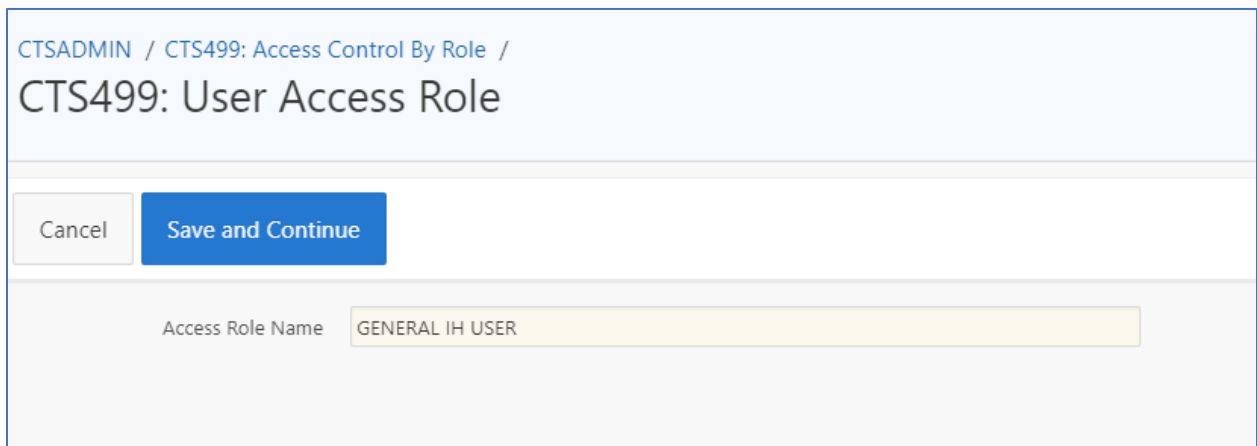 CTSADMIN / CTS499: Access Control By Role /
CTS499: User Access Role
Cancel Save and Continue
Access Role Name GENERAL IH USER